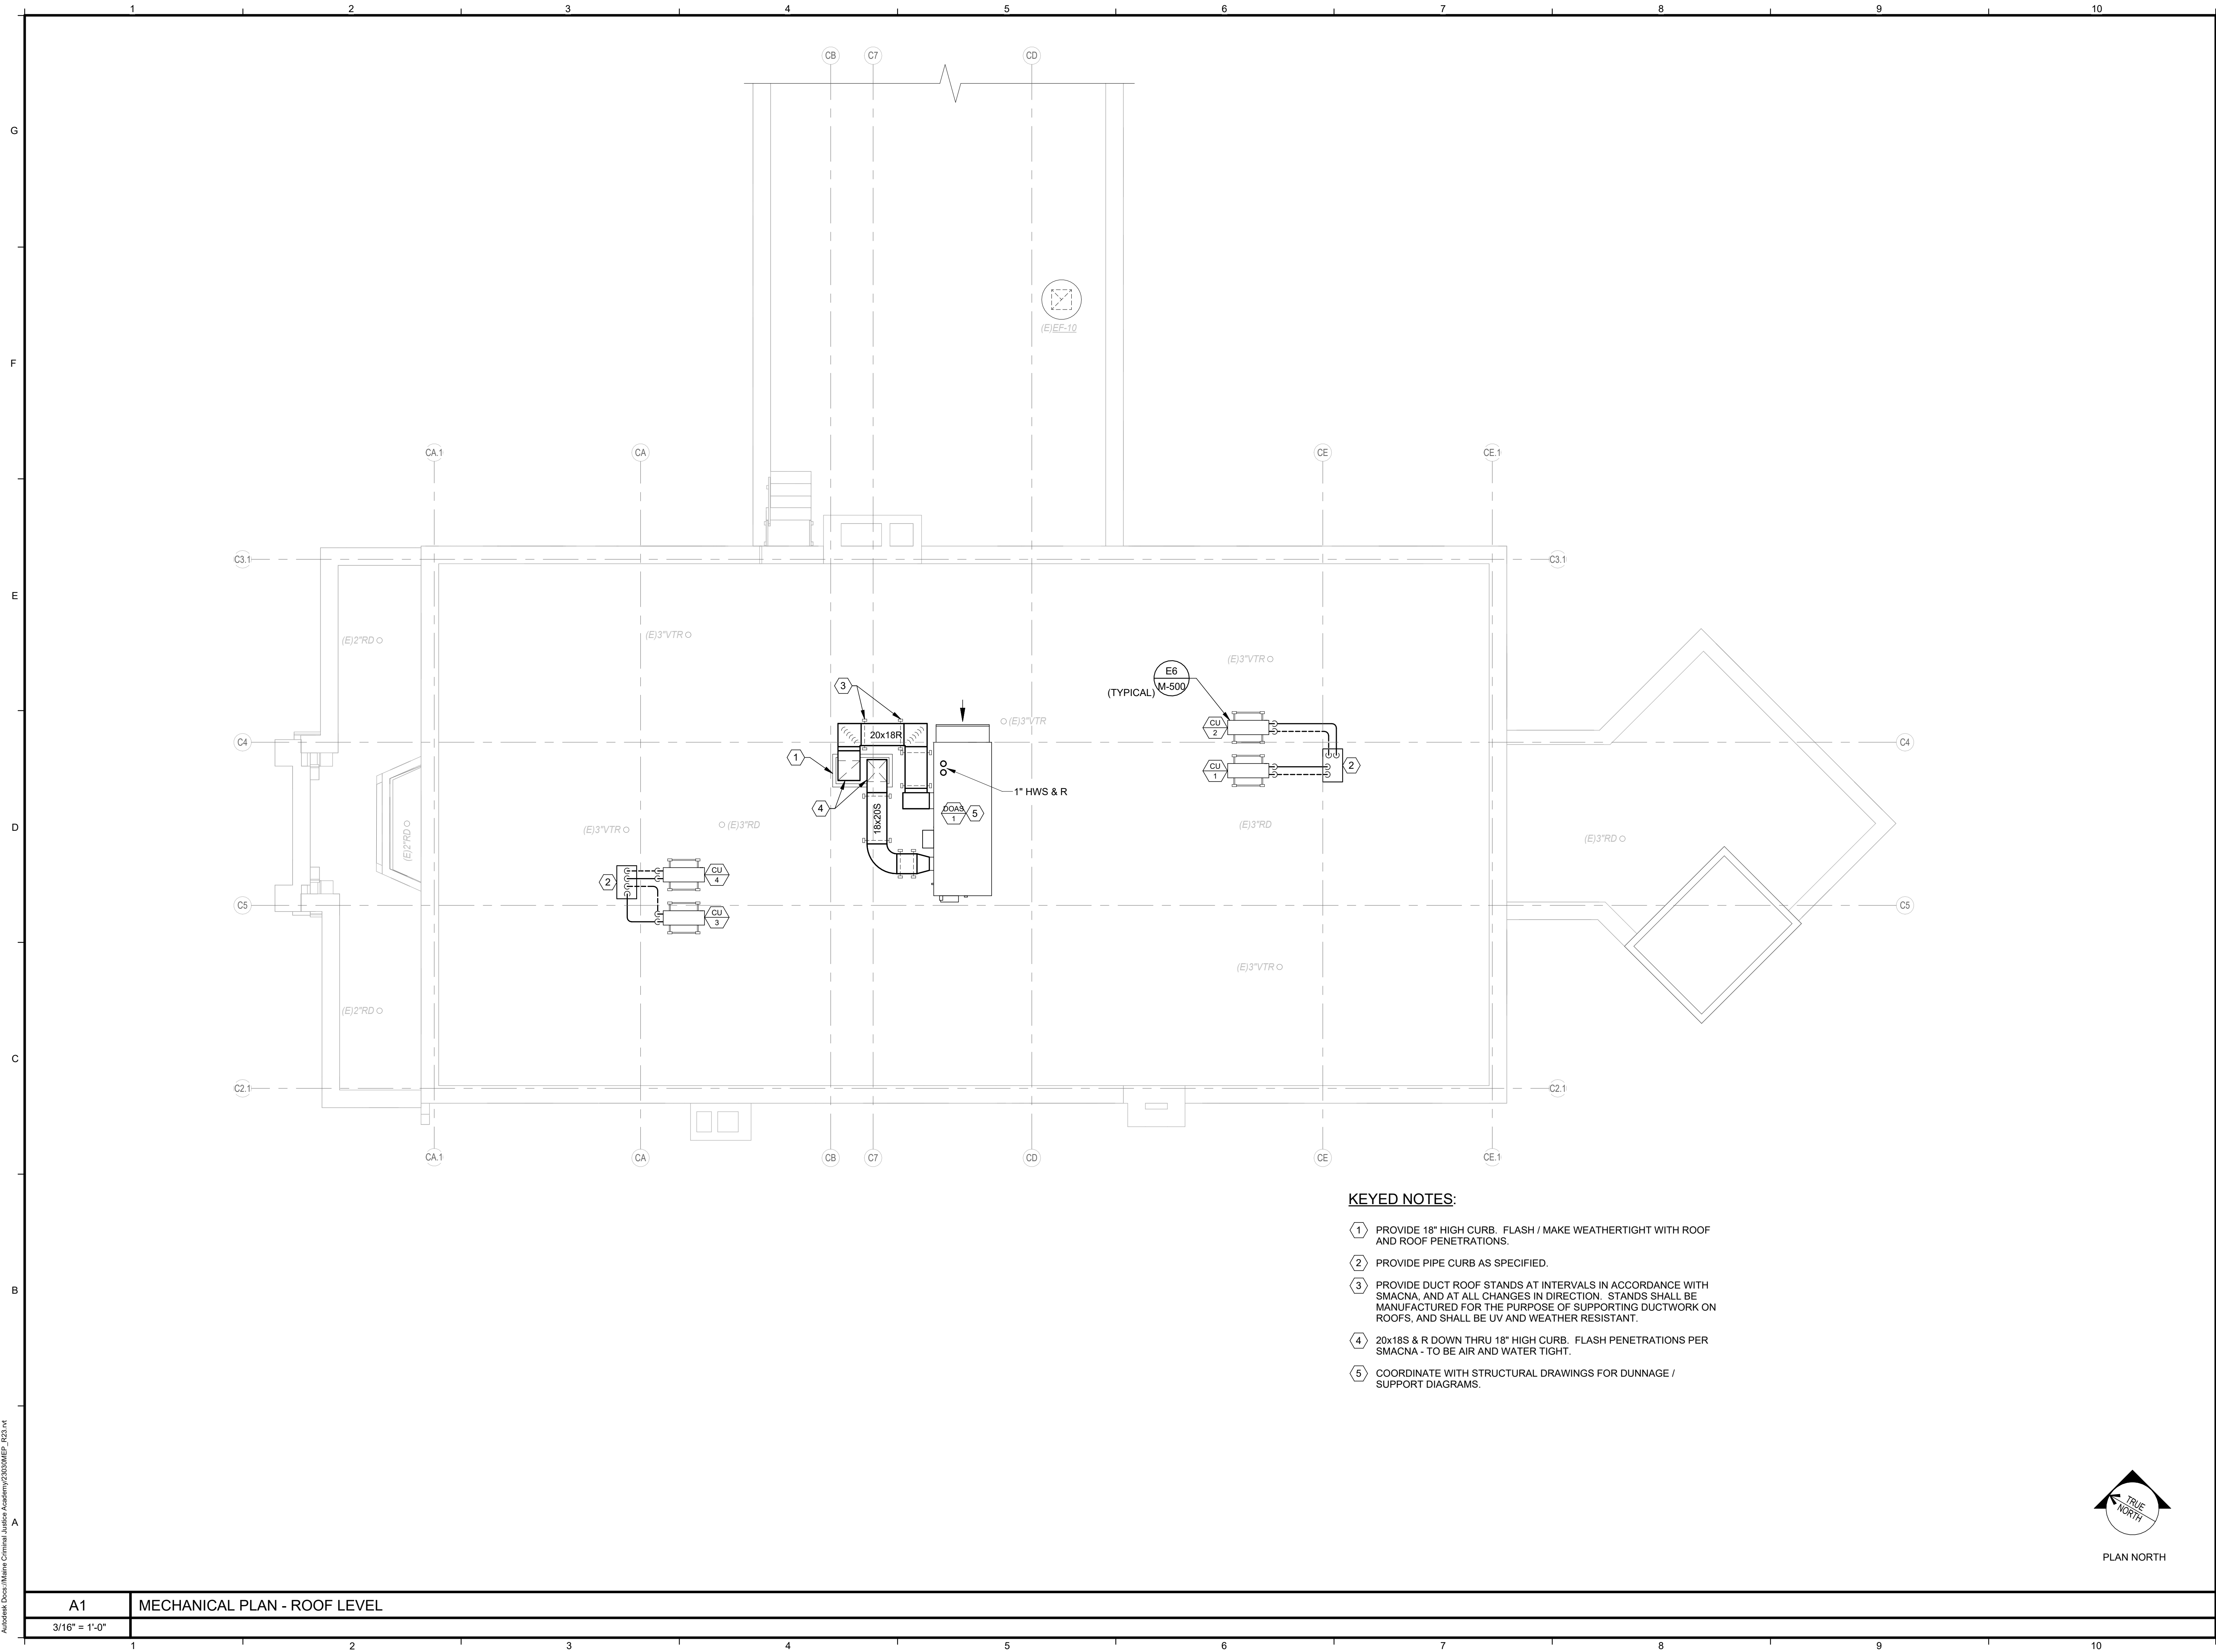 1 2 3 4 5 6 7 8 9 10
CB C7 CD
G
(E)EF-10
F
CA.1 CA CE CE.1
C3.1 C3.1
E
(E)2"RD
(E)3"VTR
(E)3"VTR
E6
M-500
(TYPICAL)
3
(E)3"VTR
CU
2
20x18R
C4 C4
1
CU
1
2
1" HWS & R
4
DOAS
1
5
18x20S
D
(E)2"RD
(E)3"VTR
(E)3"RD
(E)3"RD
(E)3"RD
2
CU
4
C5 C5
CU
3
(E)3"VTR
(E)2"RD
C
C2.1 C2.1
CA.1 CA CB C7 CD CE CE.1
KEYED NOTES:
1 PROVIDE 18" HIGH CURB. FLASH / MAKE WEATHERTIGHT WITH ROOF
AND ROOF PENETRATIONS.
2 PROVIDE PIPE CURB AS SPECIFIED.
3 PROVIDE DUCT ROOF STANDS AT INTERVALS IN ACCORDANCE WITH
SMACNA, AND AT ALL CHANGES IN DIRECTION. STANDS SHALL BE
MANUFACTURED FOR THE PURPOSE OF SUPPORTING DUCTWORK ON
ROOFS, AND SHALL BE UV AND WEATHER RESISTANT.
4 20x18S & R DOWN THRU 18" HIGH CURB. FLASH PENETRATIONS PER
SMACNA - TO BE AIR AND WATER TIGHT.
5 COORDINATE WITH STRUCTURAL DRAWINGS FOR DUNNAGE /
SUPPORT DIAGRAMS.
B
A
Autodesk Docs://Maine Criminal Justice Academy/23030MEP_R23.rvt
TRUE
NORTH
PLAN NORTH
A1 MECHANICAL PLAN - ROOF LEVEL
3/16" = 1'-0"
1 2 3 4 5 6 7 8 9 10